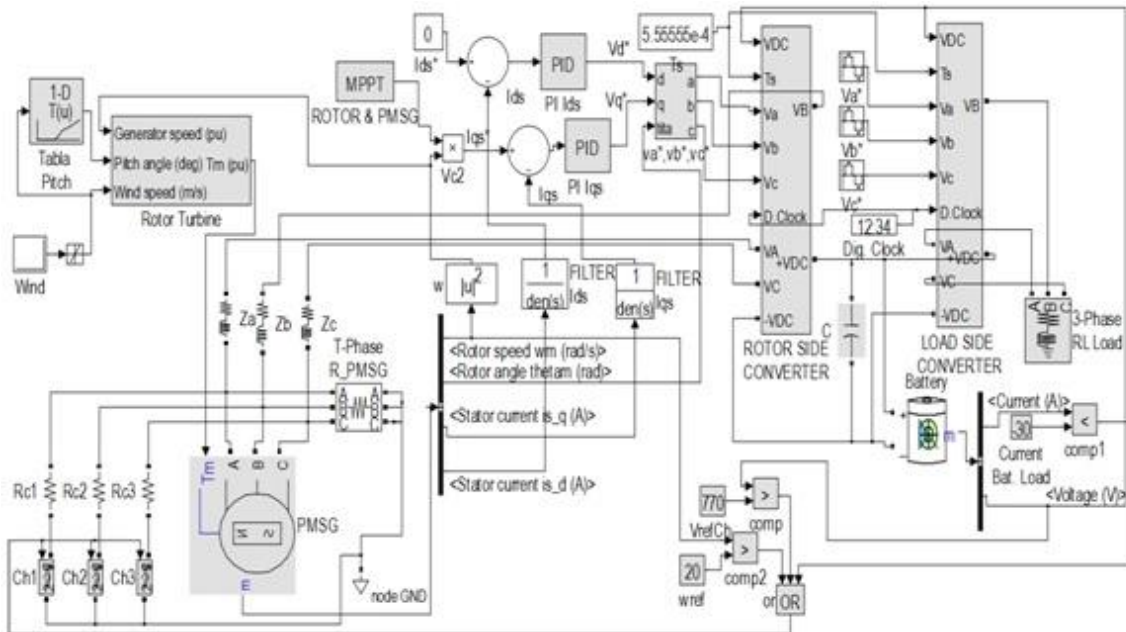 0
Ids*
Ids
PID
PI Ids
Vd*
5.55555e-4
Ts
1-D
T(u)
Tabla
Pitch
Generator speed (pu)
Pitch angle (deg)
Tm (pu)
Wind speed (m/s)
Rotor Turbine
Wind
MPPT
ROTOR & PMSG
×
Vc2
Iqs*
Iqs
PID
PI Iqs
Vq*
d
q
a
b
c
va*,vb*,vc*
VDC
Ts
Va
Vb
Vc
D.Clock
VA
VC
-VDC
VB
+VDC
ROTOR SIDE
CONVERTER
Va*
Vb*
Vc*
12:34
Dig. Clock
VDC
Ts
Va
Vb
Vc
D.Clock
VA
VC
-VDC
VB
+VDC
LOAD SIDE
CONVERTER
A
B
C
3-Phase
RL Load
C
Za
Zb
Zc
w
|u|²
1
den(s)
FILTER
Ids
1
den(s)
FILTER
Iqs
T-Phase
R_PMSG
A
B
C
A
B
C
<Rotor speed wm (rad/s)>
<Rotor angle thetam (rad)>
<Stator current is_q (A)>
<Stator current is_d (A)>
Rc1
Rc2
Rc3
Tm
A
B
C
PMSG
m
Ch1
Ch2
Ch3
node GND
Battery
+
-
m
<Current (A)>
-30
Current
Bat. Load
<
comp1
<Voltage (V)>
770
VrefCh
>
comp
20
wref
>
comp2
or
OR